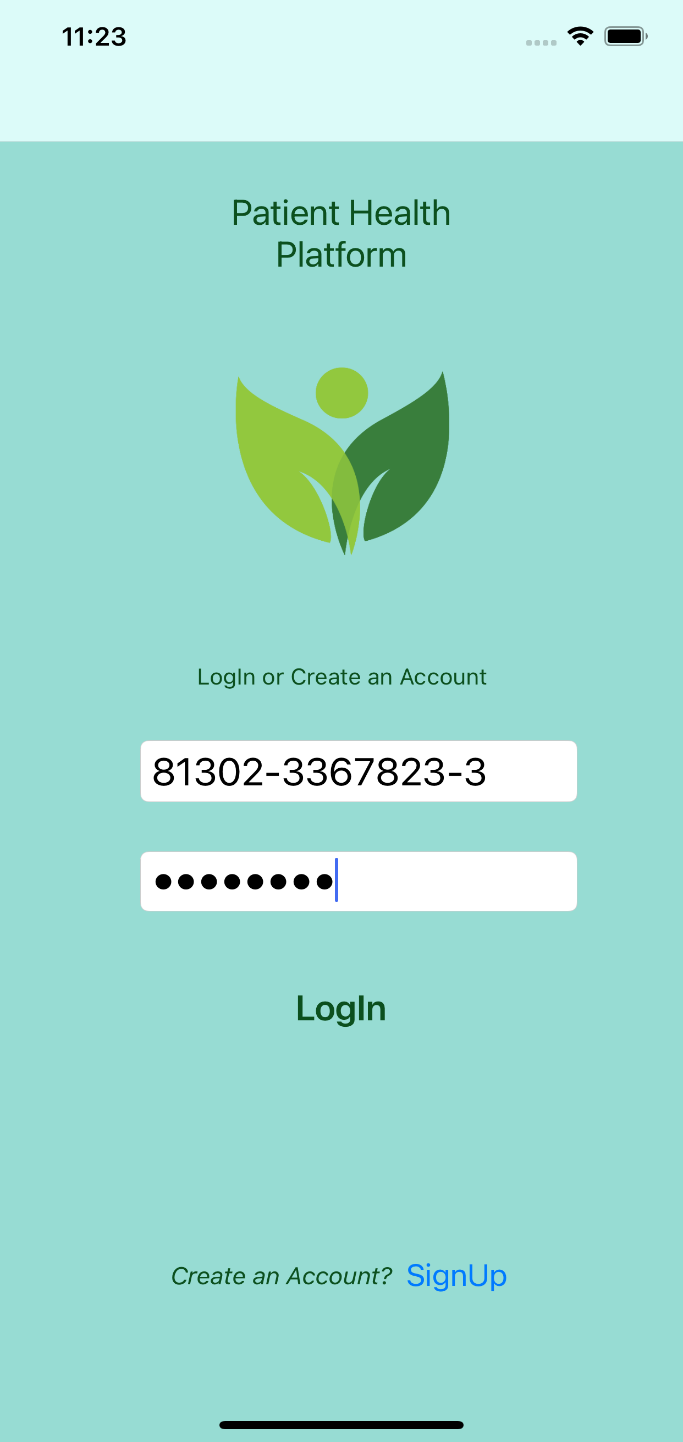 11:23
Patient Health
Platform
LogIn or Create an Account
81302-3367823-3
••••••••
LogIn
Create an Account? SignUp